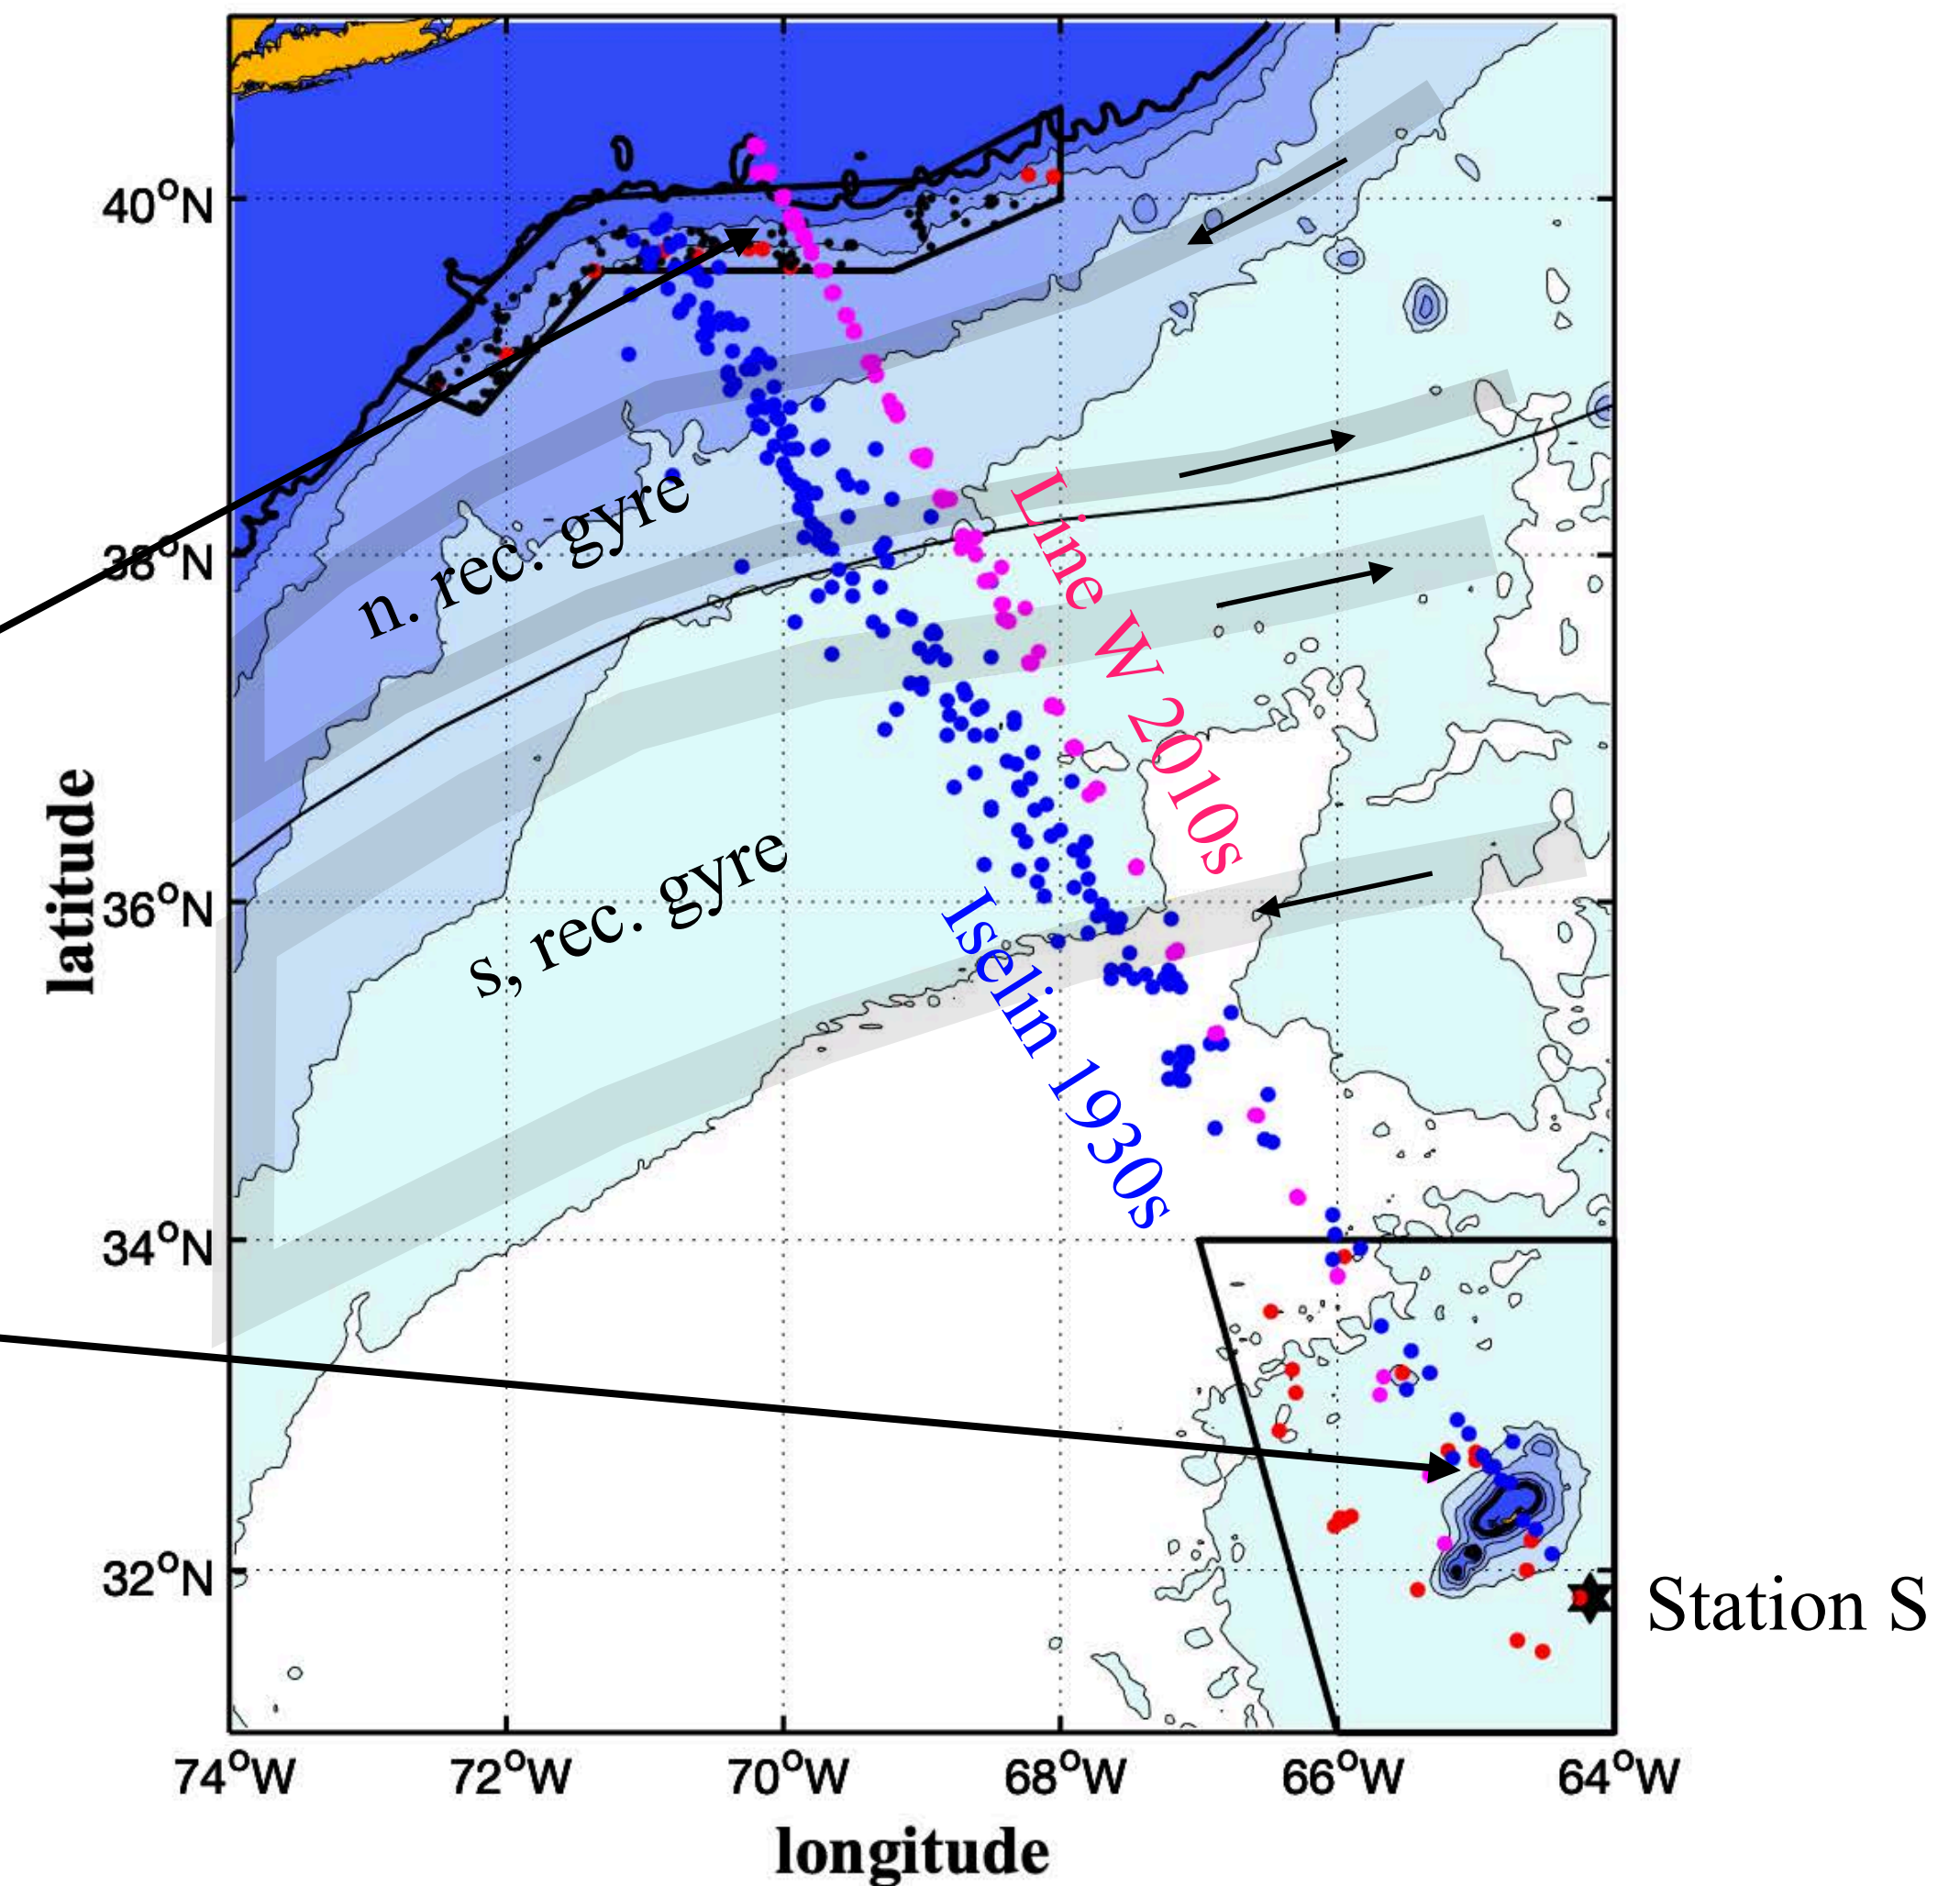 40°N
38°N
36°N
34°N
32°N
latitude
n. rec. gyre
s, rec. gyre
Line W 2010s
Iselin 1930s
Station S
74°W
72°W
70°W
68°W
66°W
64°W
longitude